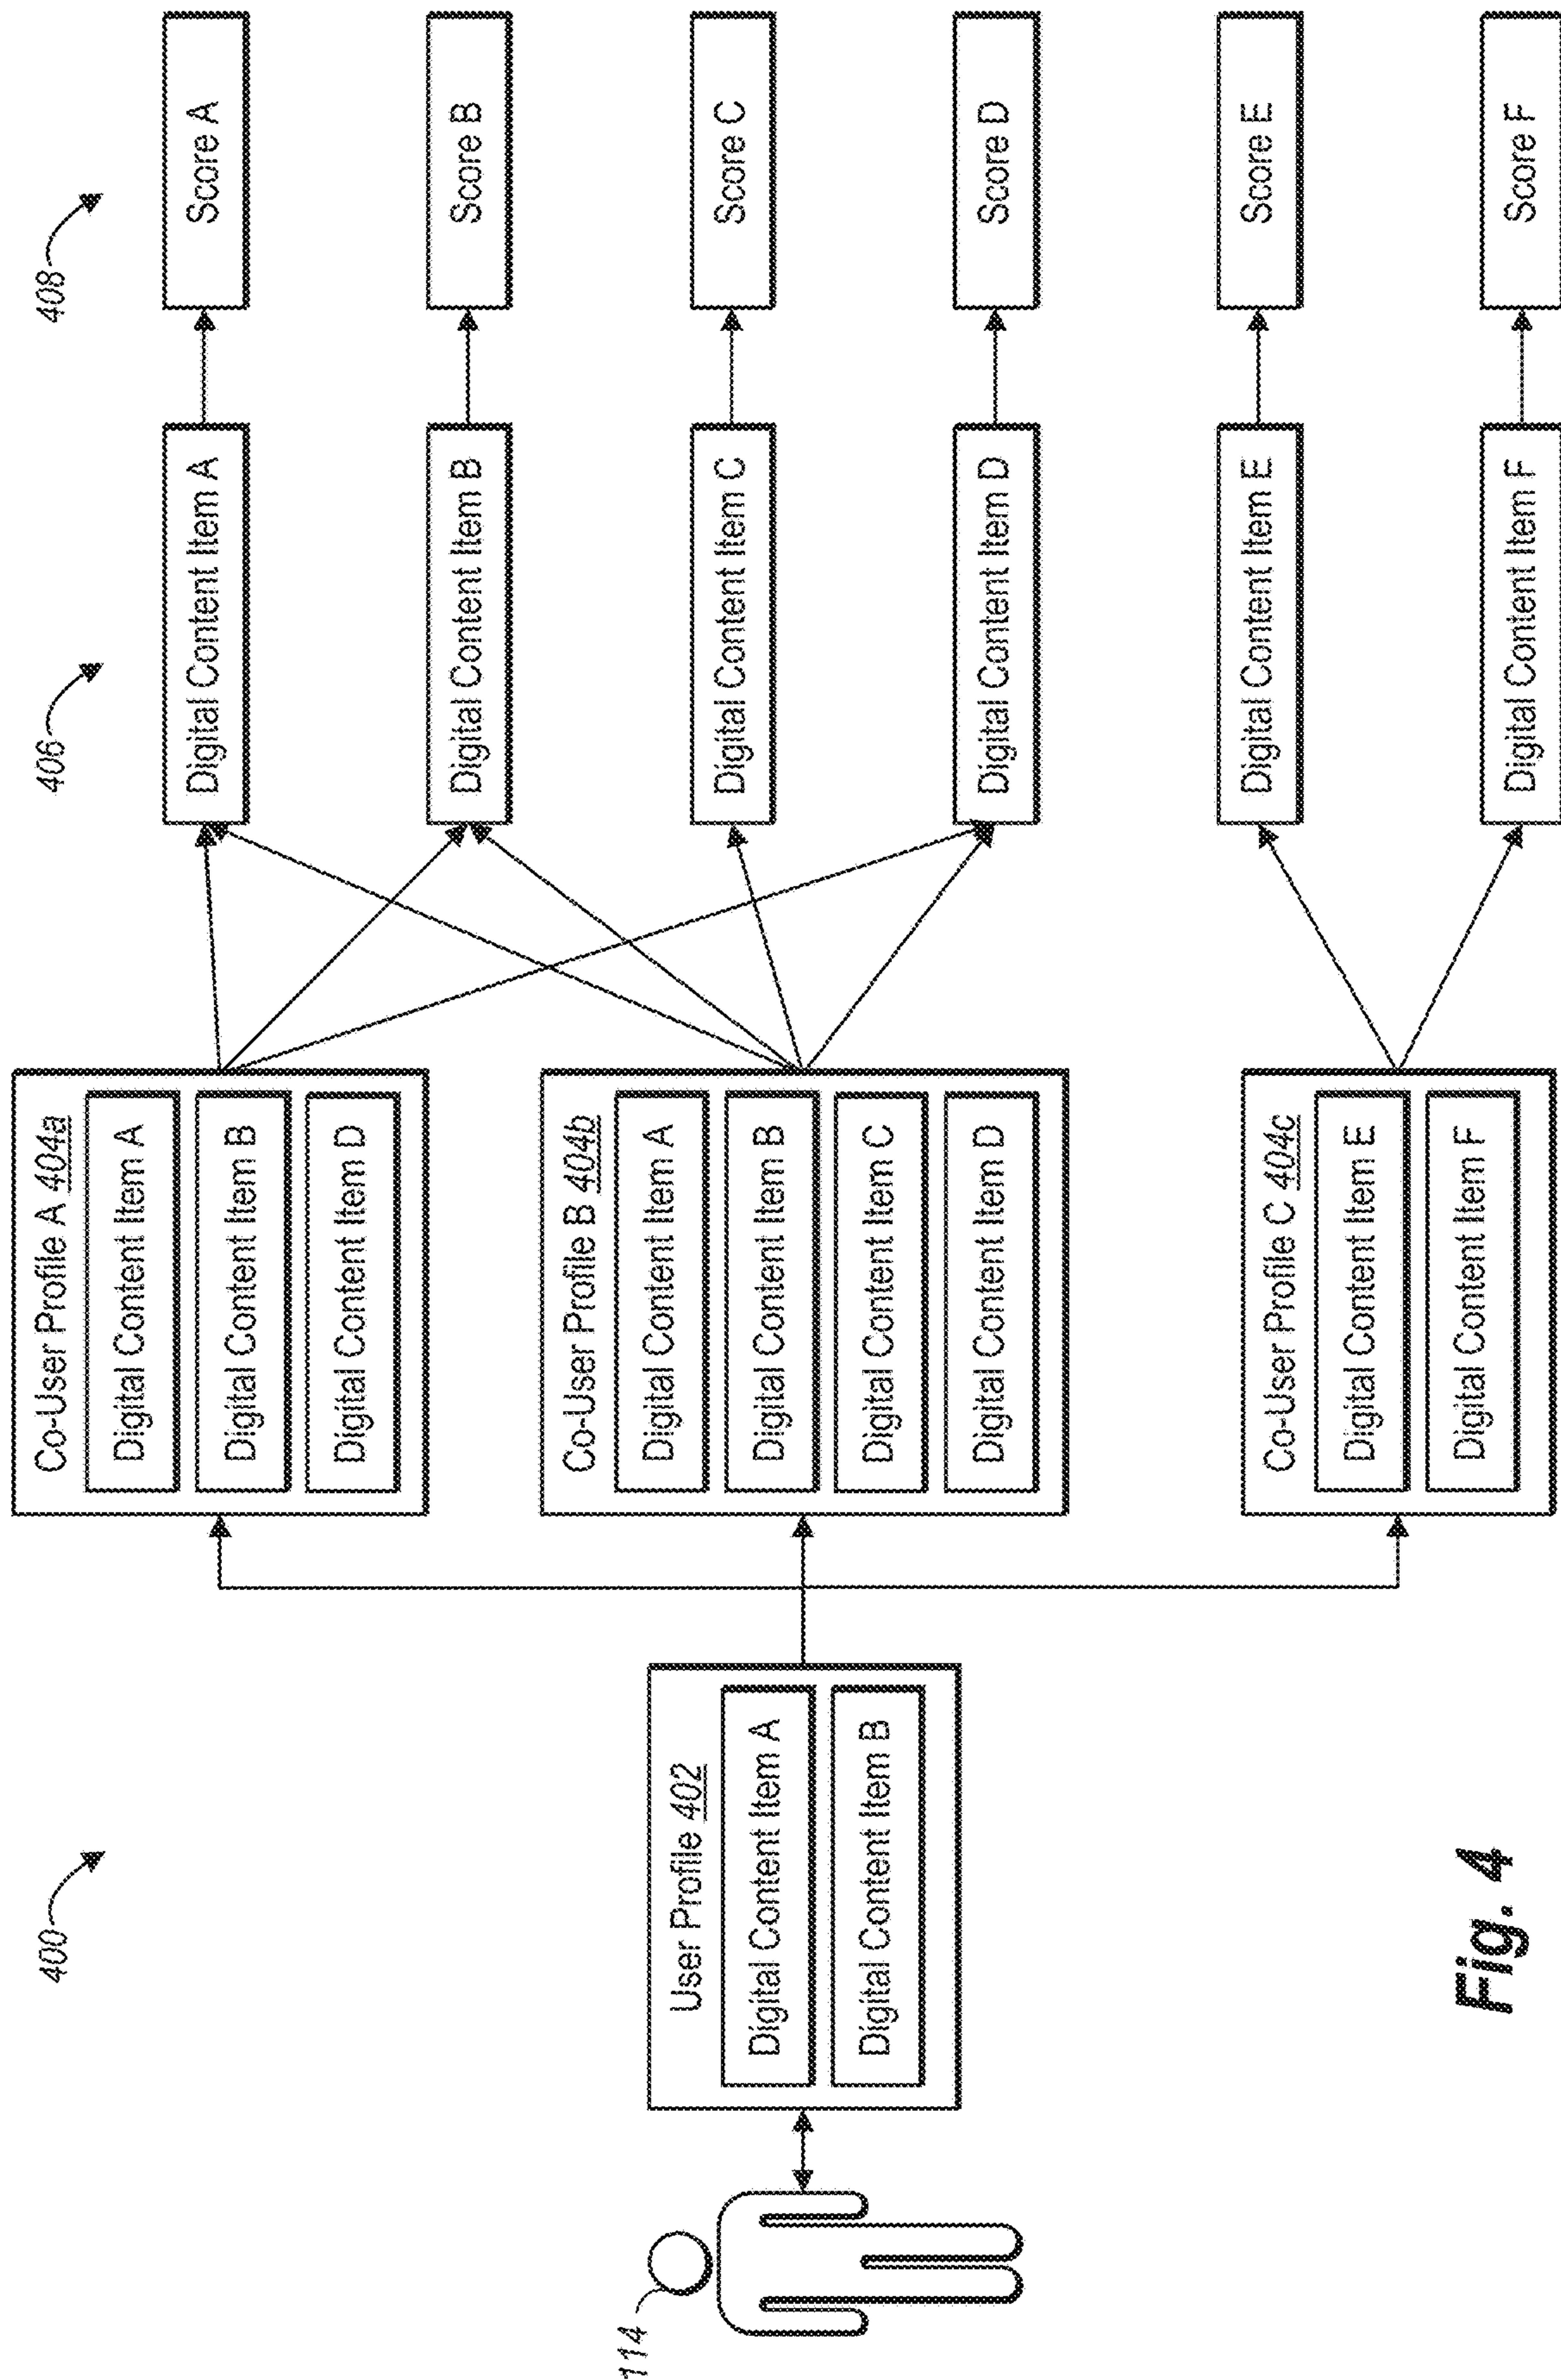 400
406
408
114
User Profile 402
Digital Content Item A
Digital Content Item B
Co-User Profile A 404a
Digital Content Item A
Digital Content Item B
Digital Content Item D
Co-User Profile B 404b
Digital Content Item A
Digital Content Item B
Digital Content Item C
Digital Content Item D
Co-User Profile C 404c
Digital Content Item E
Digital Content Item F
Digital Content Item A
Digital Content Item B
Digital Content Item C
Digital Content Item D
Digital Content Item E
Digital Content Item F
Score A
Score B
Score C
Score D
Score E
Score F
Fig. 4